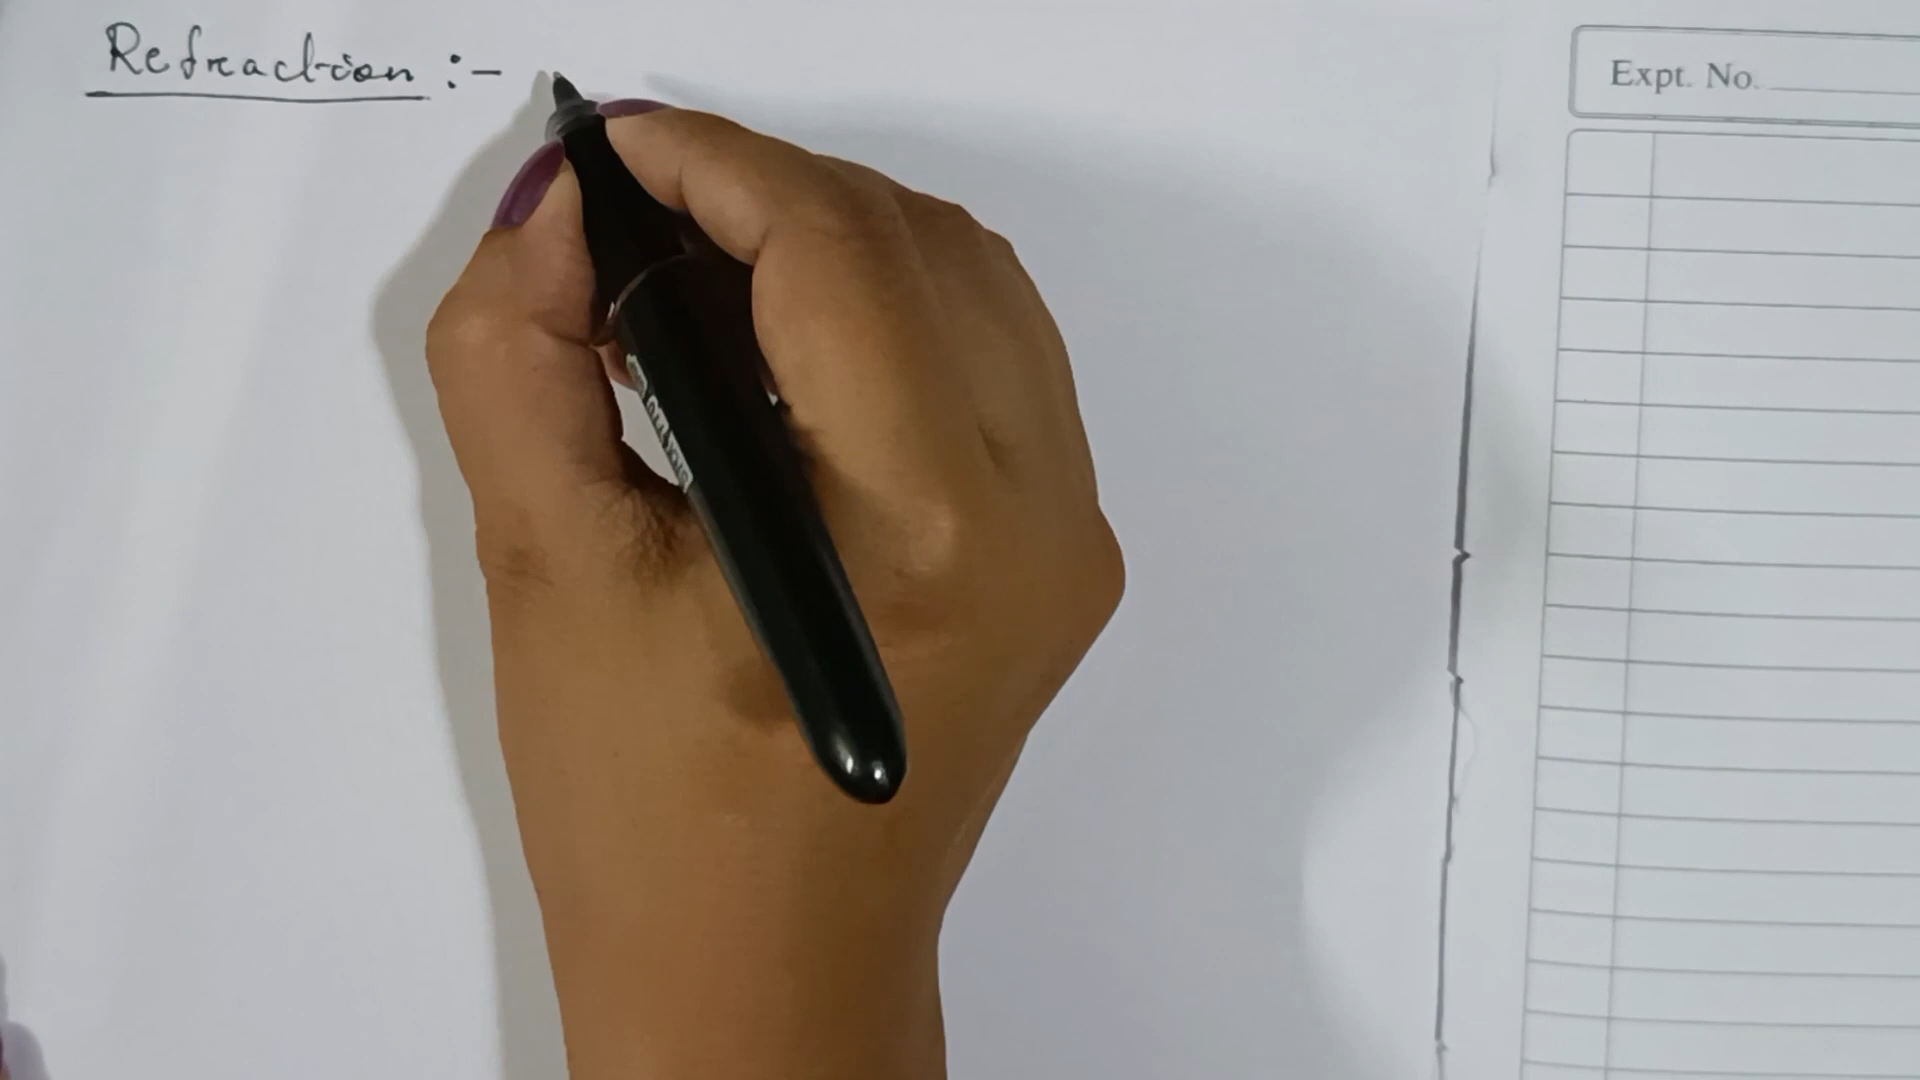 Refraction :-
Expt. No.